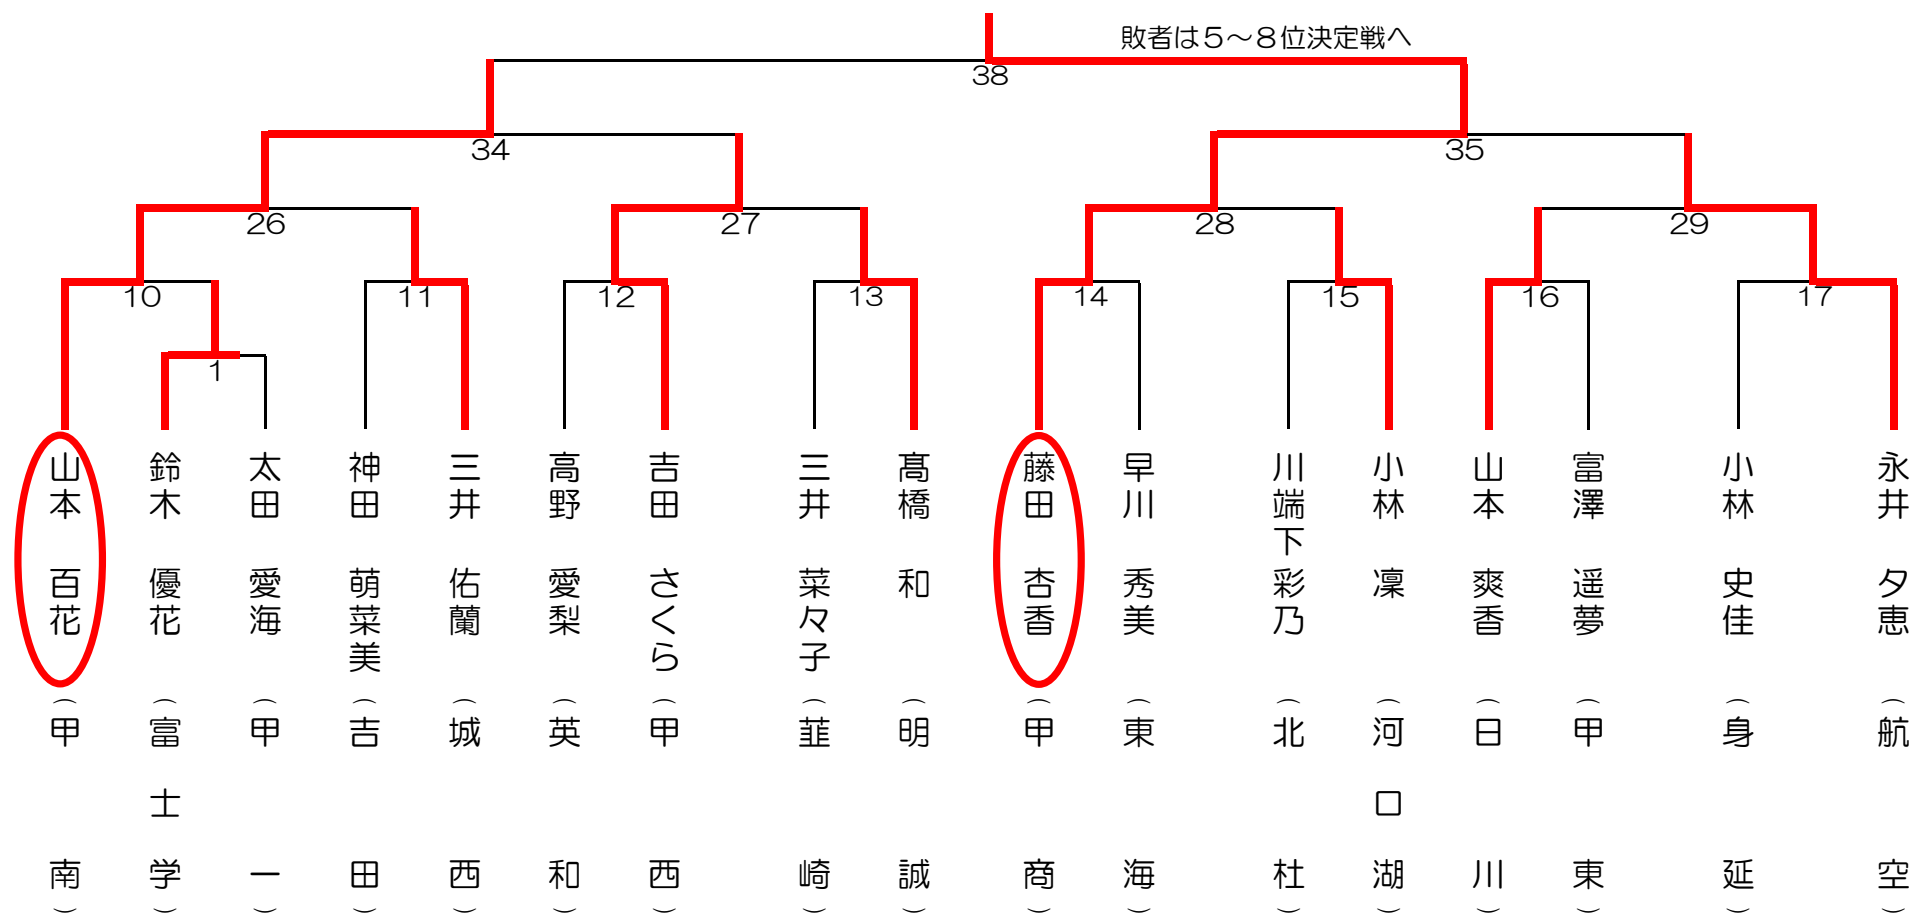 敗者は５～８位決定戦へ
38
34
35
26
27
28
29
10
11
12
13
14
15
16
17
1
山本 百花（甲南）
鈴木 優花（富士学）
太田 愛海（甲一）
神田 萌菜美（吉田）
三井 佑蘭（城西）
高野 愛梨（英和）
吉田 さくら（甲西）
三井 菜々子（韮崎）
髙橋 和（明誠）
藤田 杏香（甲商）
早川 秀美（東海）
川端下 彩乃（北杜）
小林 凜（河口湖）
山本 爽香（日川）
富澤 遥夢（甲東）
小林 史佳（身延）
永井 夕恵（航空）